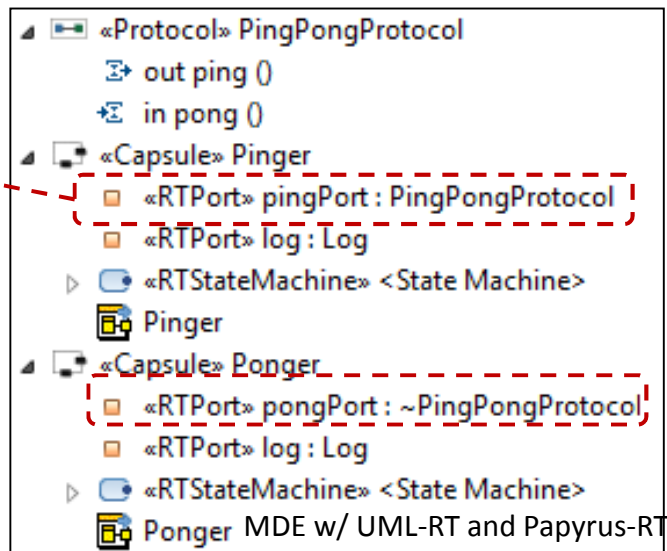 «Protocol» PingPongProtocol
out ping ()
in pong ()
«Capsule» Pinger
«RTPort» pingPort : PingPongProtocol
«RTPort» log : Log
«RTStateMachine» <State Machine>
Pinger
«Capsule» Ponger
«RTPort» pongPort : ~PingPongProtocol
«RTPort» log : Log
«RTStateMachine» <State Machine>
Ponger MDE w/ UML-RT and Papyrus-RT